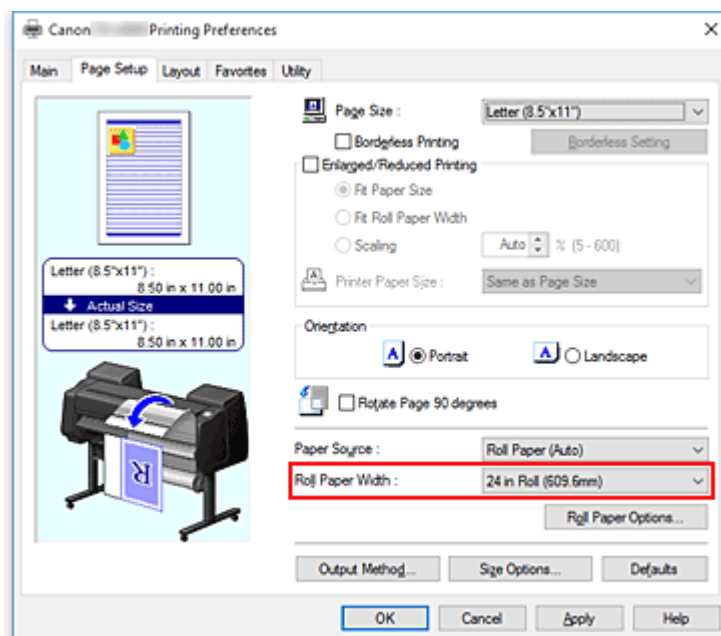 Canon Printing Preferences
Main Page Setup Layout Favorites Utility
Page Size : Letter (8.5"x11")
Borderless Printing Borderless Setting
Enlarged/Reduced Printing
Fit Paper Size
Fit Roll Paper Width
Scaling Auto % (5 - 600)
Printer Paper Size : Same as Page Size
Letter (8.5"x11") :
8.50 in x 11.00 in
Actual Size
Letter (8.5"x11") :
8.50 in x 11.00 in
Orientation
A Portrait A Landscape
Rotate Page 90 degrees
R
Paper Source : Roll Paper (Auto)
Roll Paper Width : 24 in Roll (609.6mm)
Roll Paper Options...
Output Method... Size Options... Defaults
OK Cancel Apply Help